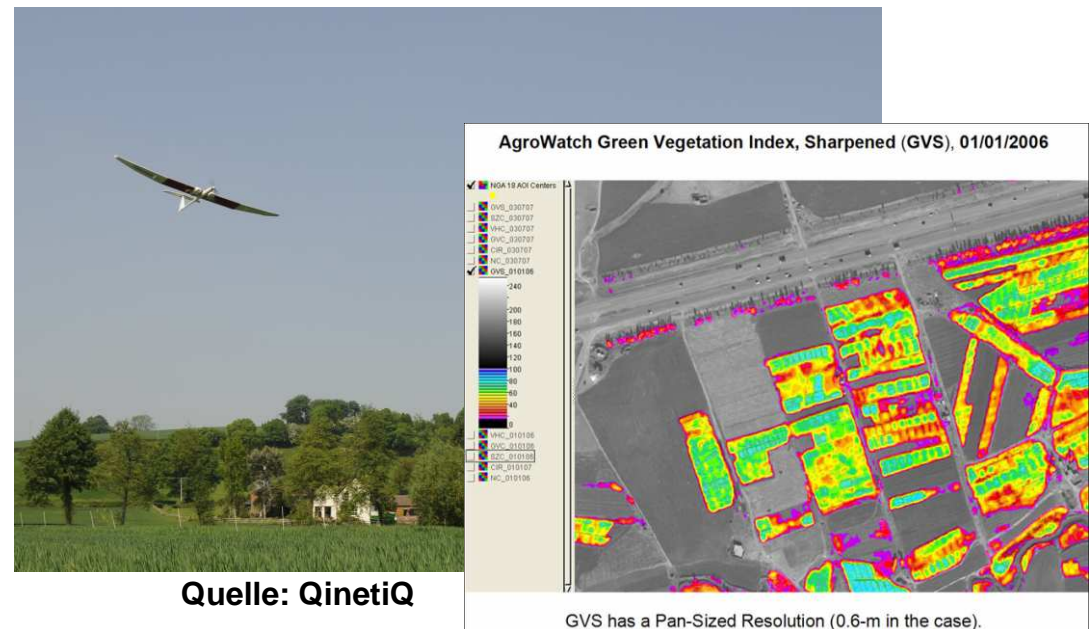 AgroWatch Green Vegetation Index, Sharpened (GVS), 01/01/2006
NGA 10 AOI Centers
GVS_030707
SZC_030707
VHC_030707
GVC_030707
CIR_030707
NC_030707
GVS_010106
240
200
180
140
120
100
80
60
40
0
VHC_010106
GVC_010106
SZC_010106
CIR_010107
NC_010106
Quelle: QinetiQ
GVS has a Pan-Sized Resolution (0.6-m in the case).